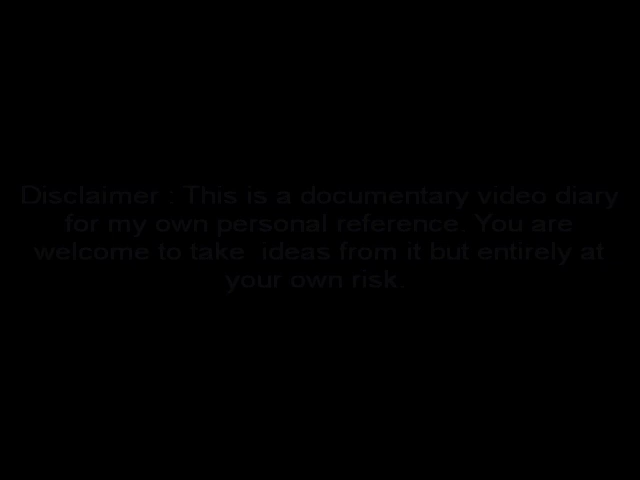 Disclaimer : This is a documentary video diary
for my own personal reference. You are
welcome to take  ideas from it but entirely at
your own risk.